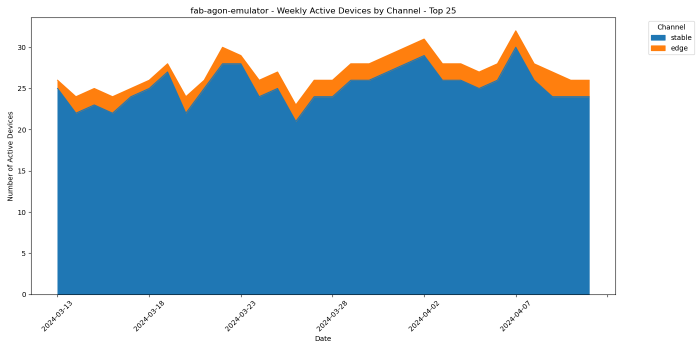 fab-agon-emulator - Weekly Active Devices by Channel - Top 25
Channel
stable
edge
Number of Active Devices
30
25
20
15
10
5
0
2024-03-13
2024-03-18
2024-03-23
2024-03-28
2024-04-02
2024-04-07
Date